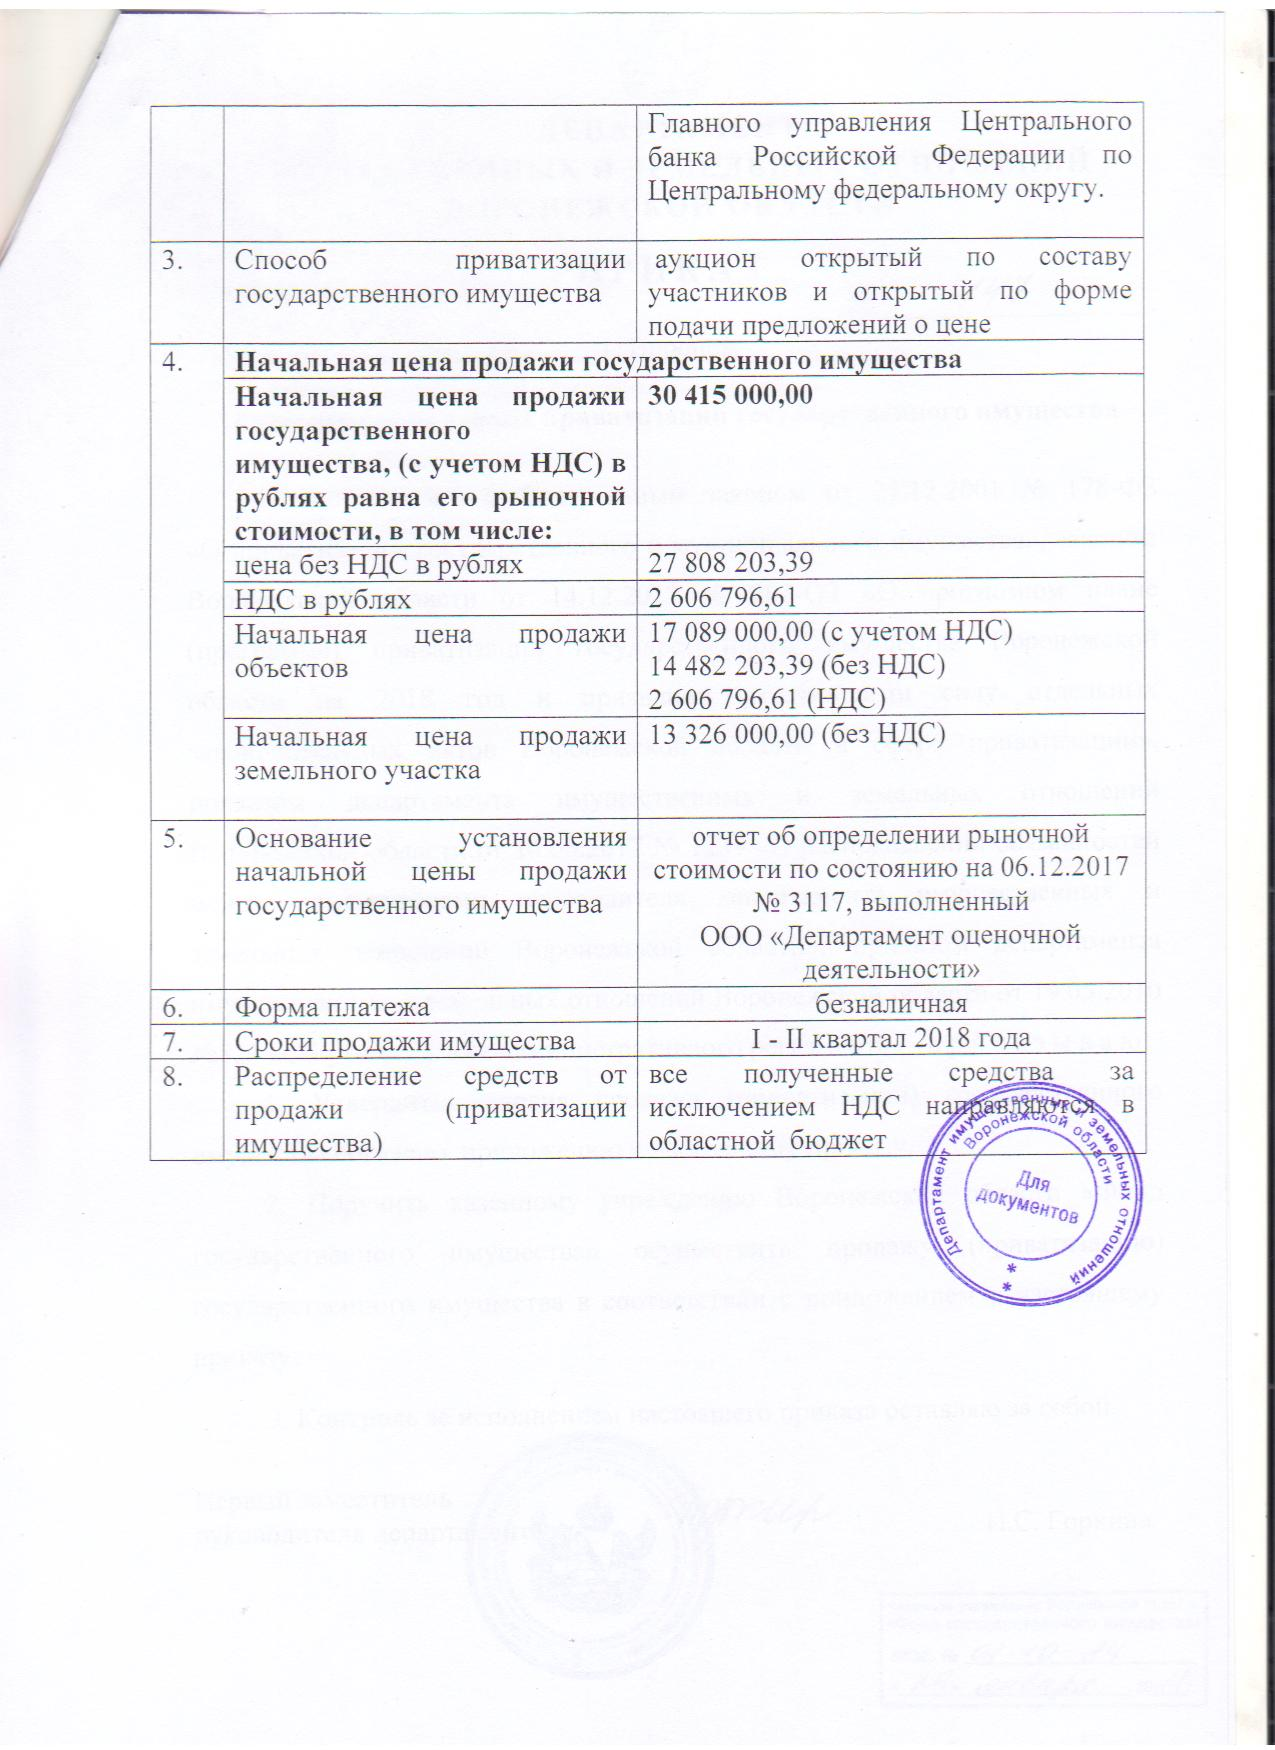 Главного управления Центрального
банка Российской Федерации по
Центральному федеральному округу.
3. Способ приватизации
государственного имущества
аукцион открытый по составу
участников и открытый по форме
подачи предложений о цене
4. Начальная цена продажи государственного имущества
Начальная цена продажи
государственного
имущества, (с учетом НДС) в
рублях равна его рыночной
стоимости, в том числе:
30 415 000,00
цена без НДС в рублях
27 808 203,39
НДС в рублях
2 606 796,61
Начальная цена продажи
объектов
17 089 000,00 (с учетом НДС)
14 482 203,39 (без НДС)
2 606 796,61 (НДС)
Начальная цена продажи
земельного участка
13 326 000,00 (без НДС)
5. Основание установления
начальной цены продажи
государственного имущества
отчет об определении рыночной
стоимости по состоянию на 06.12.2017
№ 3117, выполненный
ООО «Департамент оценочной
деятельности»
6. Форма платежа
безналичная
7. Сроки продажи имущества
I - II квартал 2018 года
8. Распределение средств от
продажи (приватизации
имущества)
все полученные средства за
исключением НДС направляются в
областной бюджет
Департамент имущественных и земельных отношений
Воронежской области
Для
документов
* *